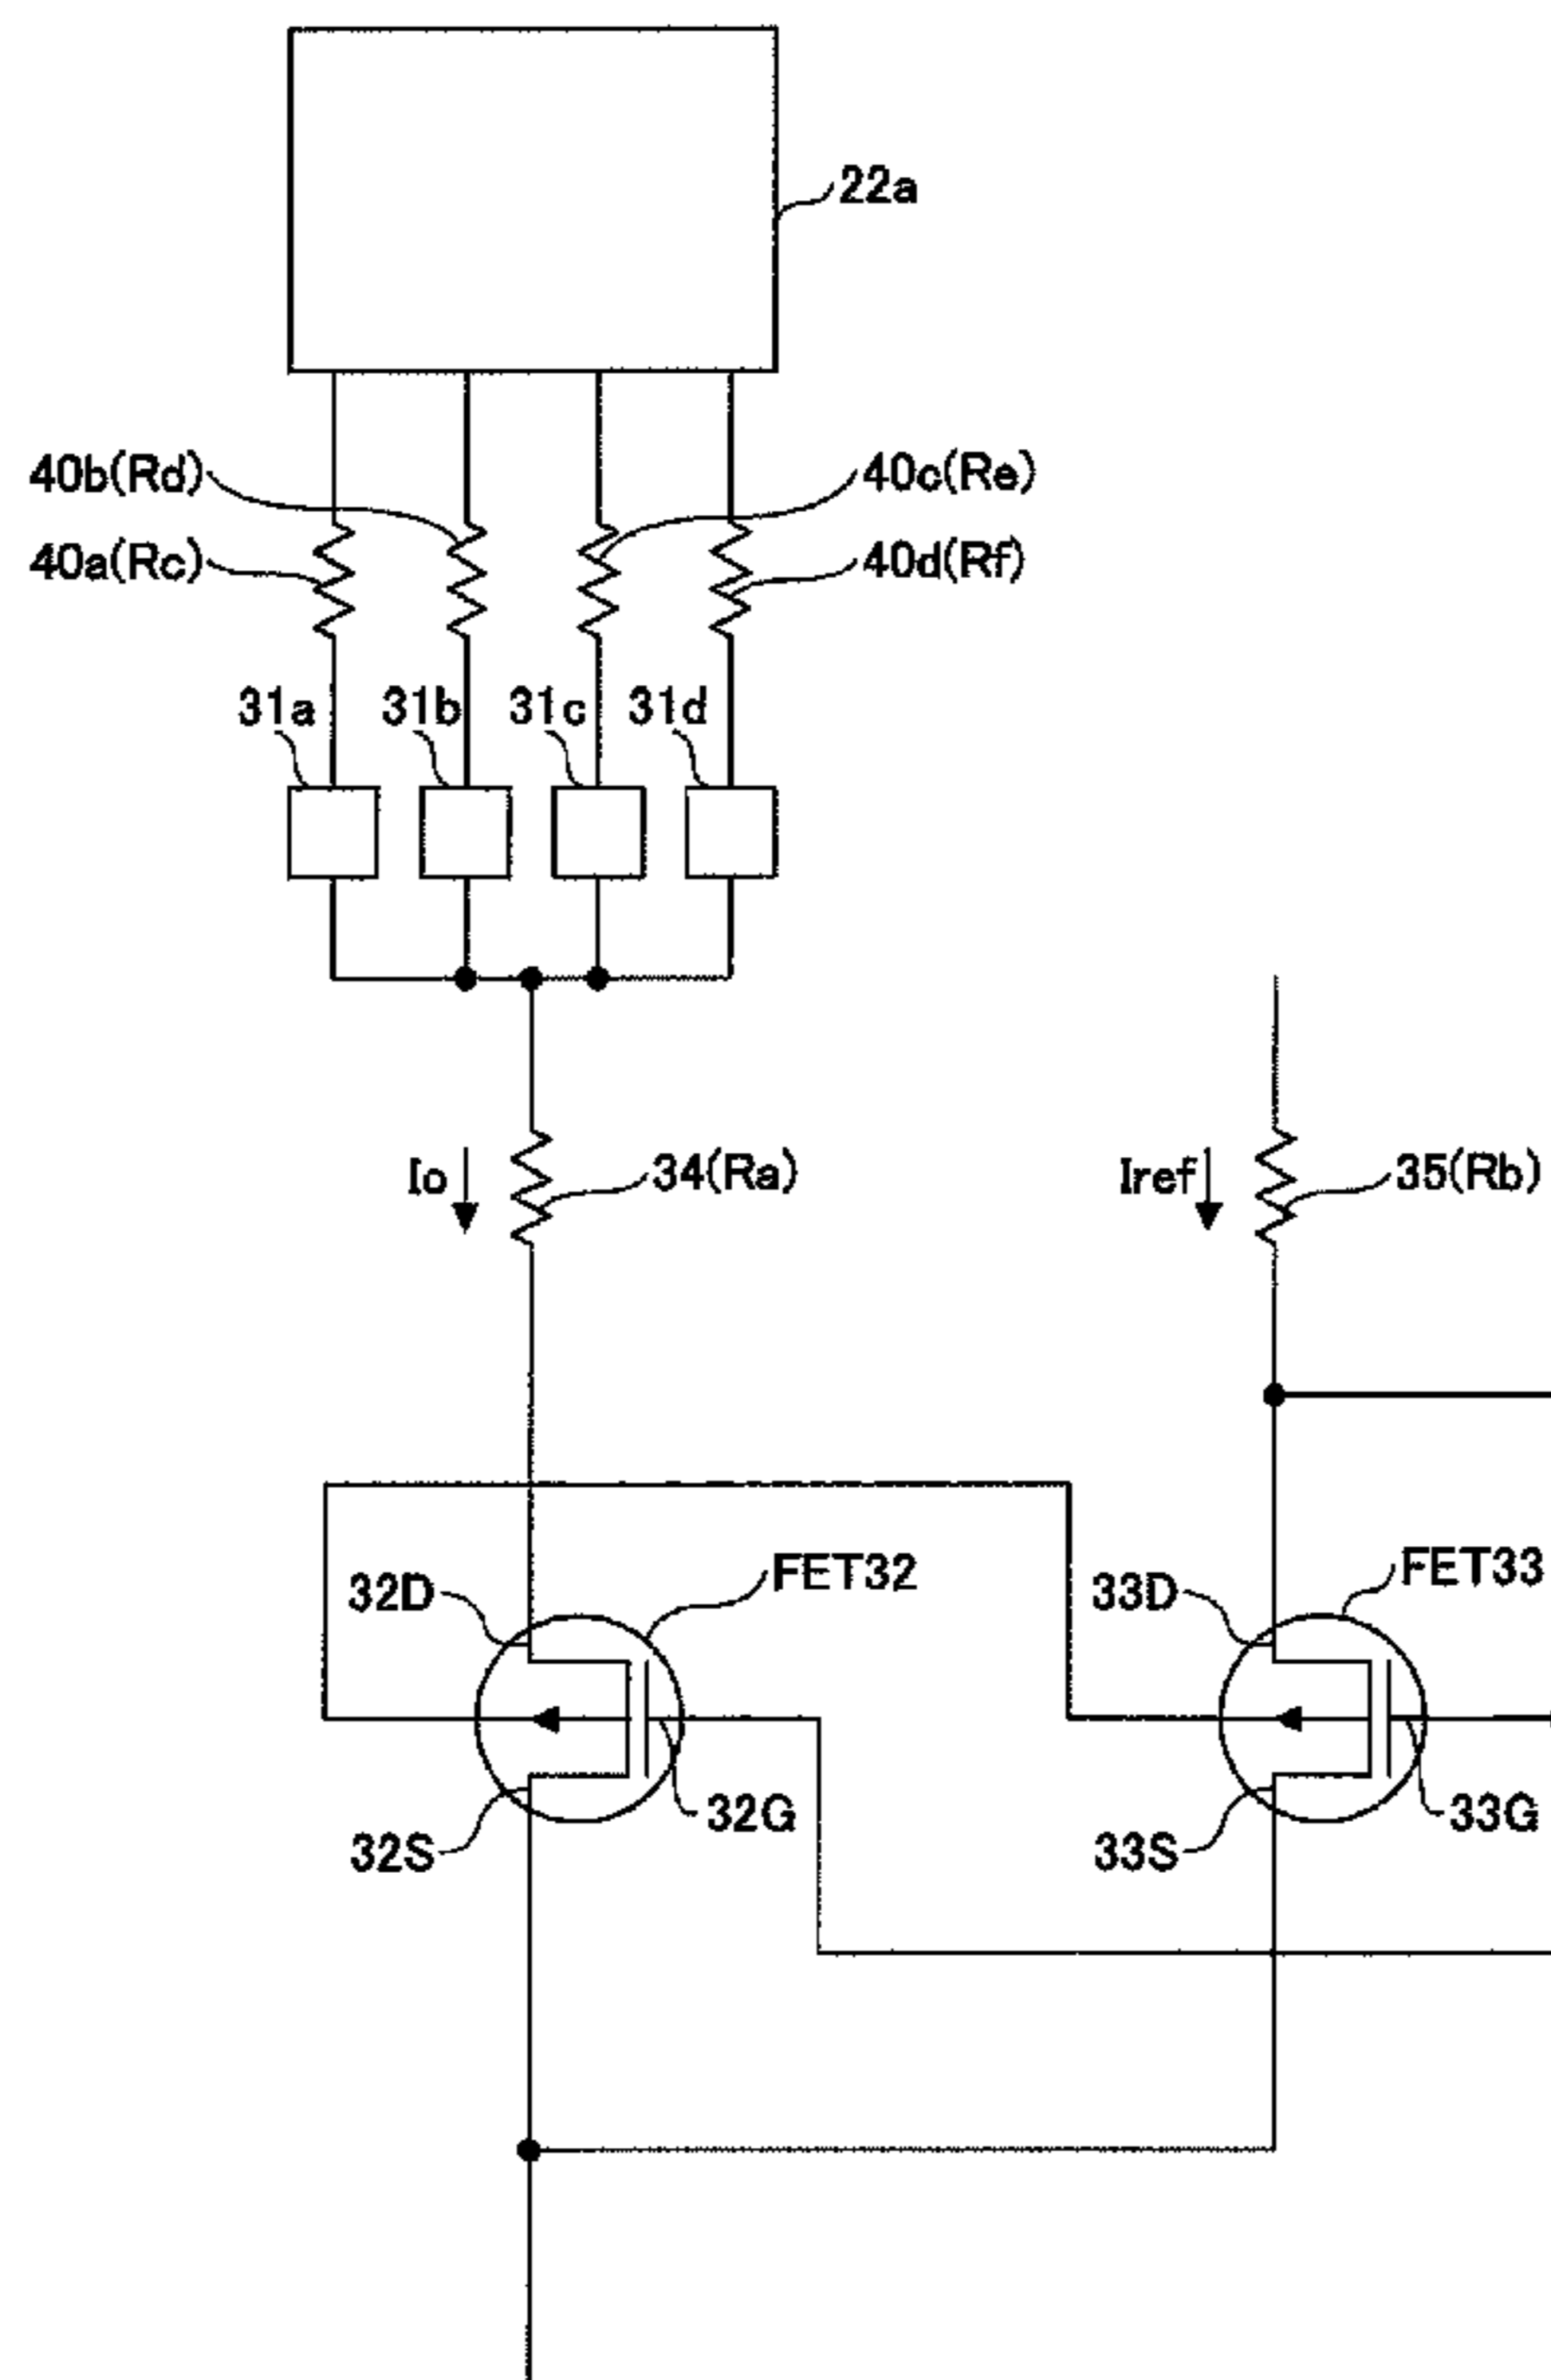 22a
40b(Rd)
40c(Re)
40a(Rc)
40d(Rf)
31a
31b
31c
31d
Io
34(Ra)
Iref
35(Rb)
32D
FET32
33D
FET33
32G
33G
32S
33S